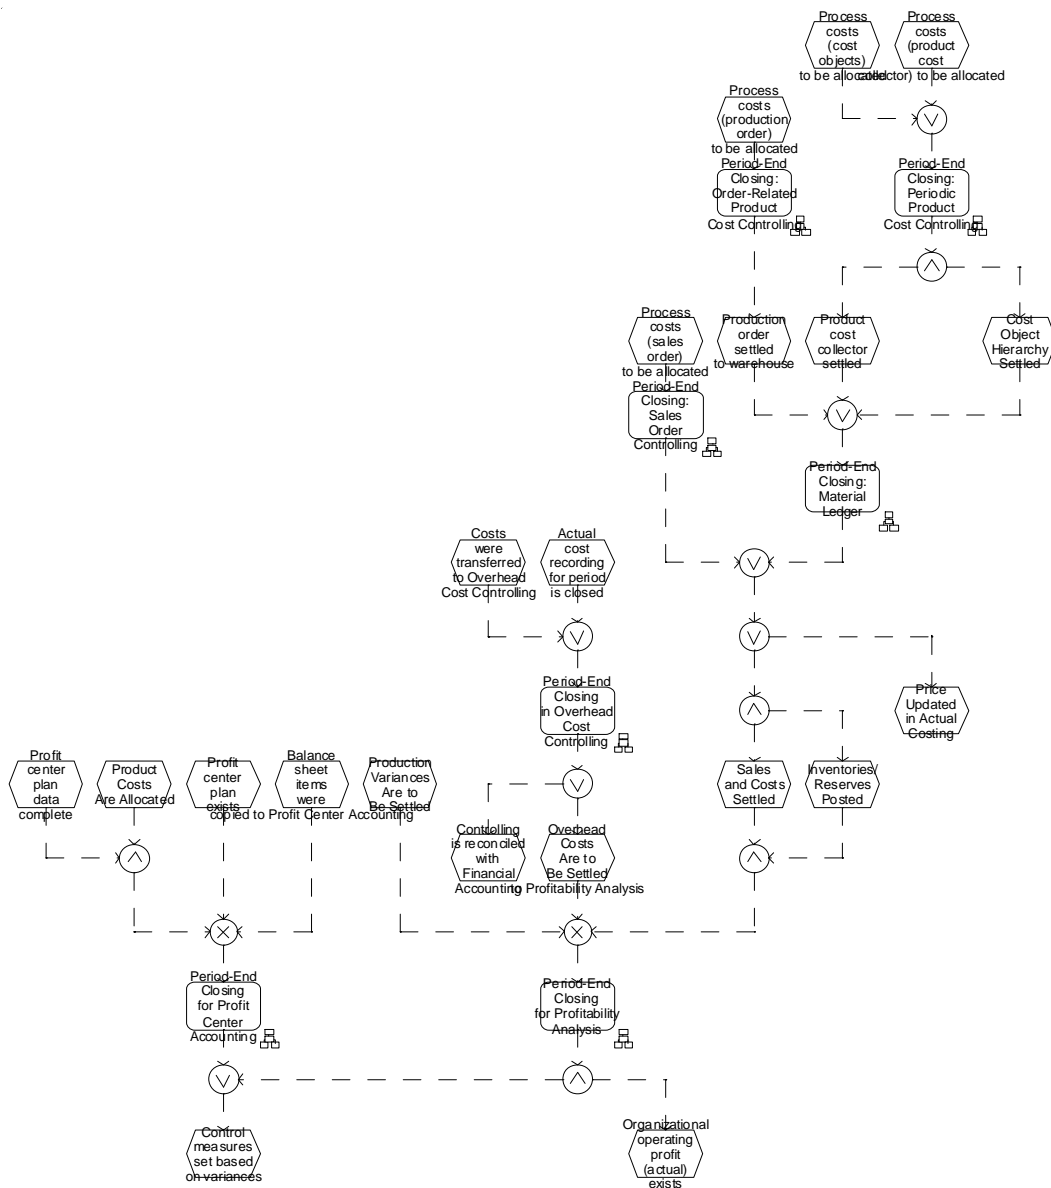 Process
costs
(cost
objects)
to be allocated
Process
costs
(product
cost
collector) to be allocated
Process
costs
(production
order)
to be allocated
Period-End
Closing:
Order-Related
Product
Cost Controlling
Period-End
Closing:
Periodic
Product
Cost Controlling
Process
costs
(sales
order)
to be allocated
Production
order
settled
to warehouse
Product
cost
collector
settled
Cost
Object
Hierarchy
Settled
Period-End
Closing:
Sales
Order
Controlling
Period-End
Closing:
Material
Ledger
Costs
were
transferred
to Overhead
Cost Controlling
Actual
cost
recording
for period
is closed
Period-End
Closing
in Overhead
Cost
Controlling
Price
Updated
in Actual
Costing
Profit
center
plan
data
complete
Product
Costs
Are Allocated
Profit
center
plan
exists
Balance
sheet
items
were
copied to Profit Center Accounting
Production
Variances
Are to
Be Settled
Sales
and Costs
Settled
Inventories/
Reserves
Posted
Controlling
is reconciled
with
Financial
Accounting
Overhead
Costs
Are to
Be Settled
to Profitability Analysis
Period-End
Closing
for Profit
Center
Accounting
Period-End
Closing
for Profitability
Analysis
Control
measures
set based
on variances
Organizational
operating
profit
(actual)
exists